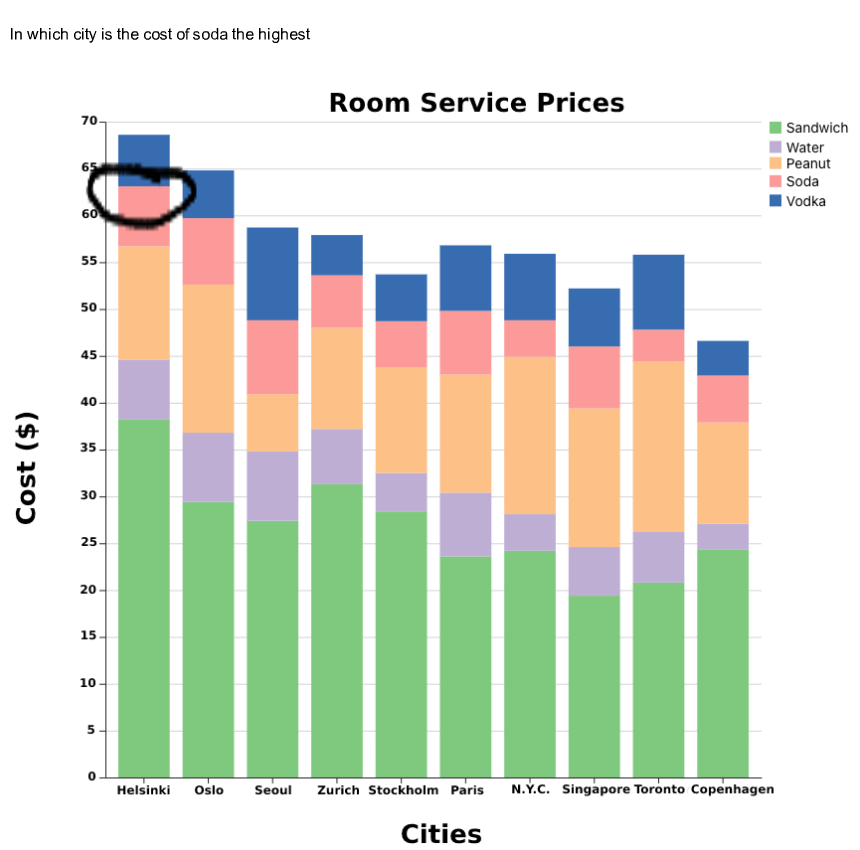 In which city is the cost of soda the highest
Room Service Prices
70
65
60
55
50
45
40
35
30
25
20
15
10
5
0
Cost ($)
Helsinki Oslo Seoul Zurich Stockholm Paris N.Y.C. Singapore Toronto Copenhagen
Cities
Sandwich
Water
Peanut
Soda
Vodka